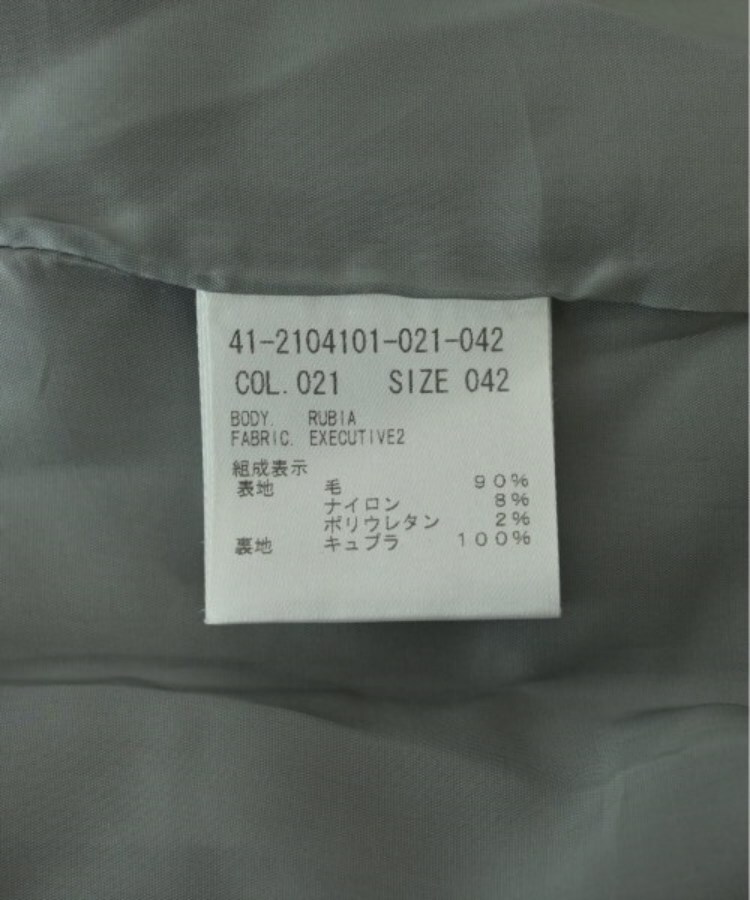 41-2104101-021-042
COL.021 SIZE 042
BODY. RUBIA
FABRIC. EXECUTIVE2
組成表示
表地 毛 90%
ナイロン 8%
ポリウレタン 2%
裏地 キュプラ 100%